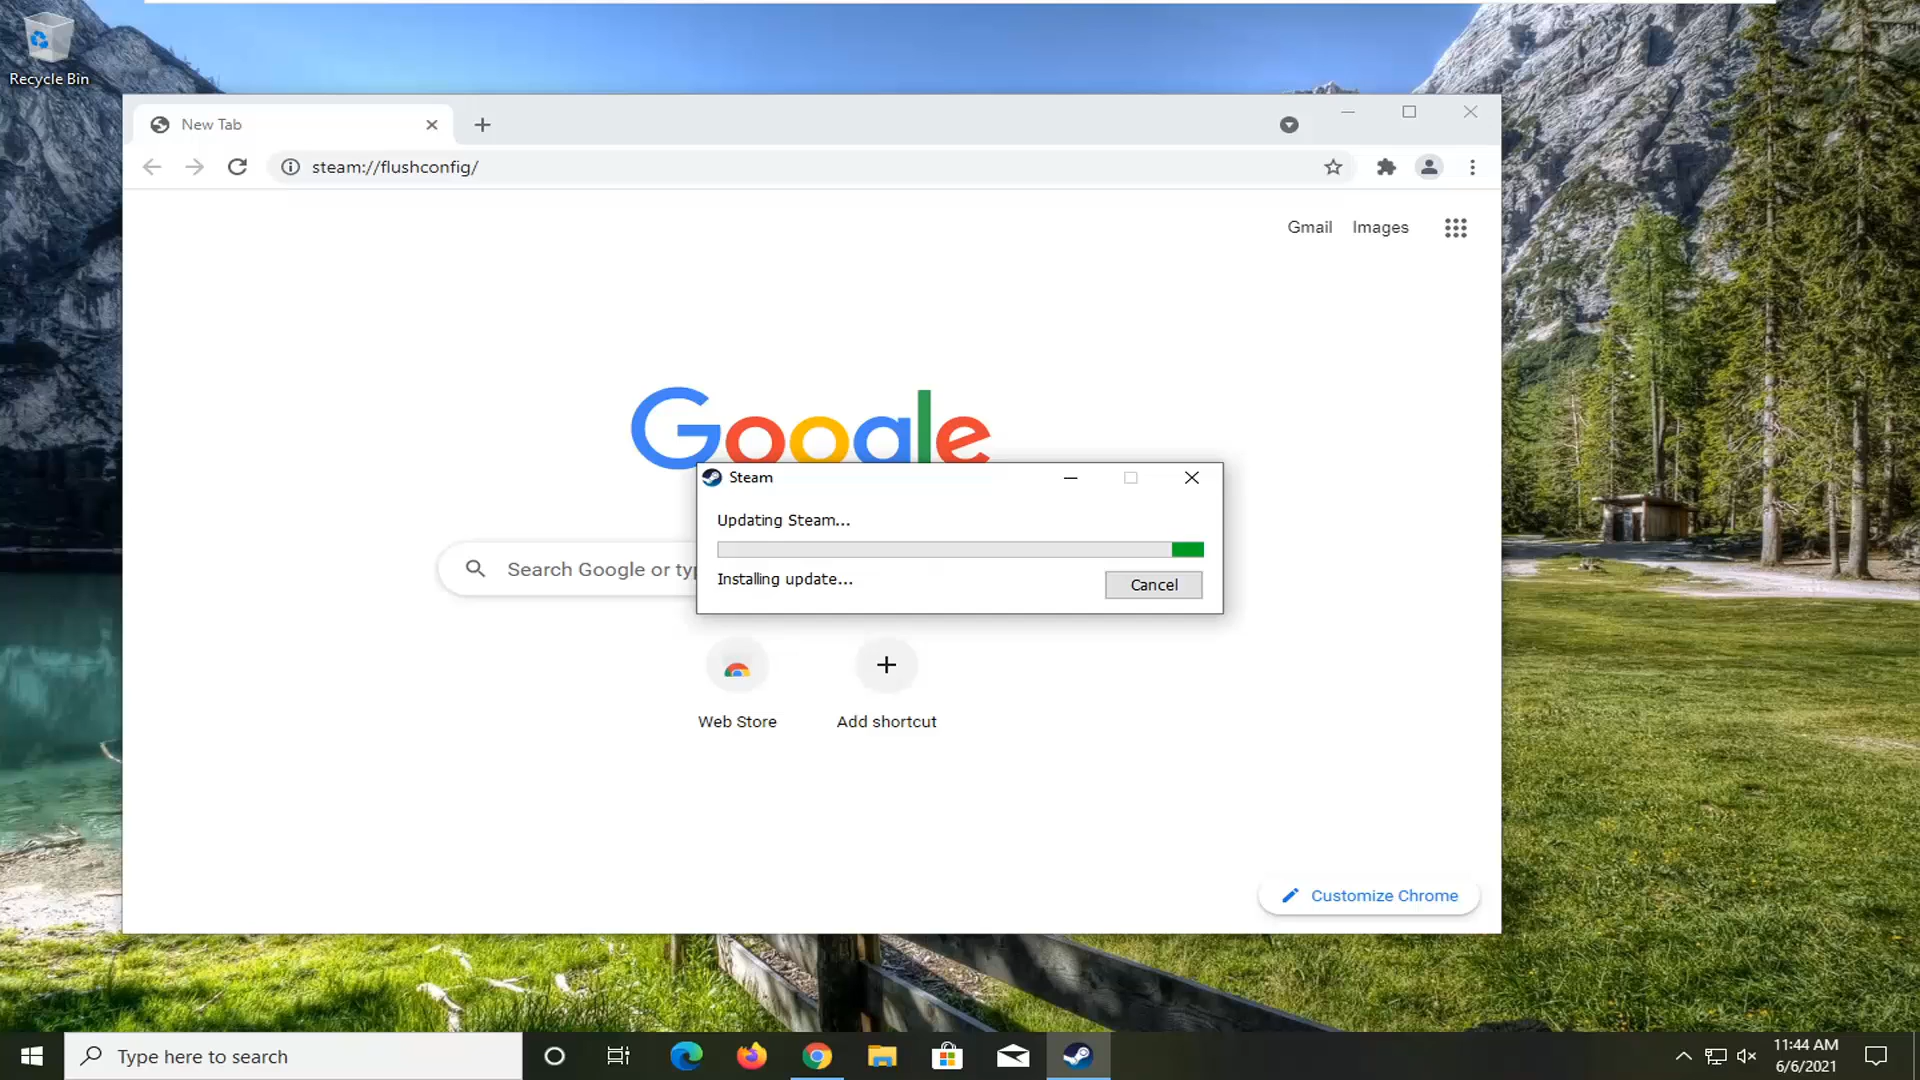 Recycle Bin
New Tab
steam://flushconfig/
Gmail Images
Google
Steam
Updating Steam...
Installing update...
Cancel
Search Google or typ
Web Store
Add shortcut
Customize Chrome
Type here to search
11:44 AM
6/6/2021